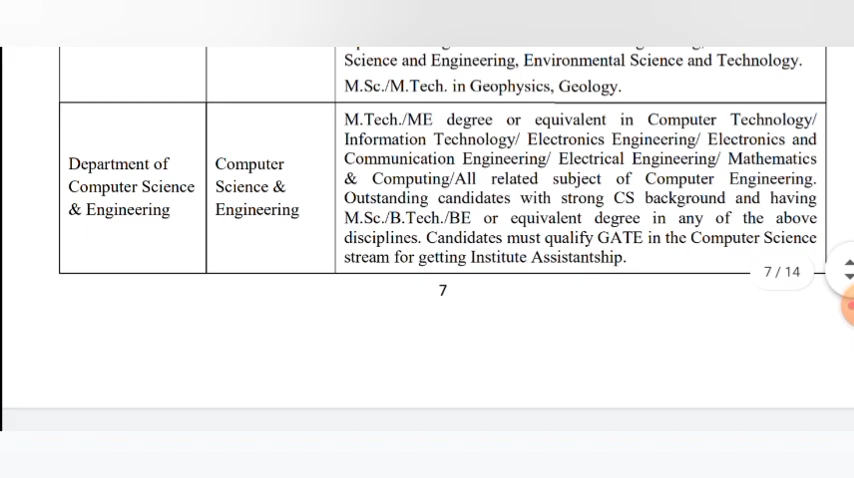 Science and Engineering, Environmental Science and Technology.
M.Sc./M.Tech. in Geophysics, Geology.
Department of
Computer Science
& Engineering
Computer
Science &
Engineering
M.Tech./ME degree or equivalent in Computer Technology/
Information Technology/ Electronics Engineering/ Electronics and
Communication Engineering/ Electrical Engineering/ Mathematics
& Computing/All related subject of Computer Engineering.
Outstanding candidates with strong CS background and having
M.Sc./B.Tech./BE or equivalent degree in any of the above
disciplines. Candidates must qualify GATE in the Computer Science
stream for getting Institute Assistantship.
7 / 14
7